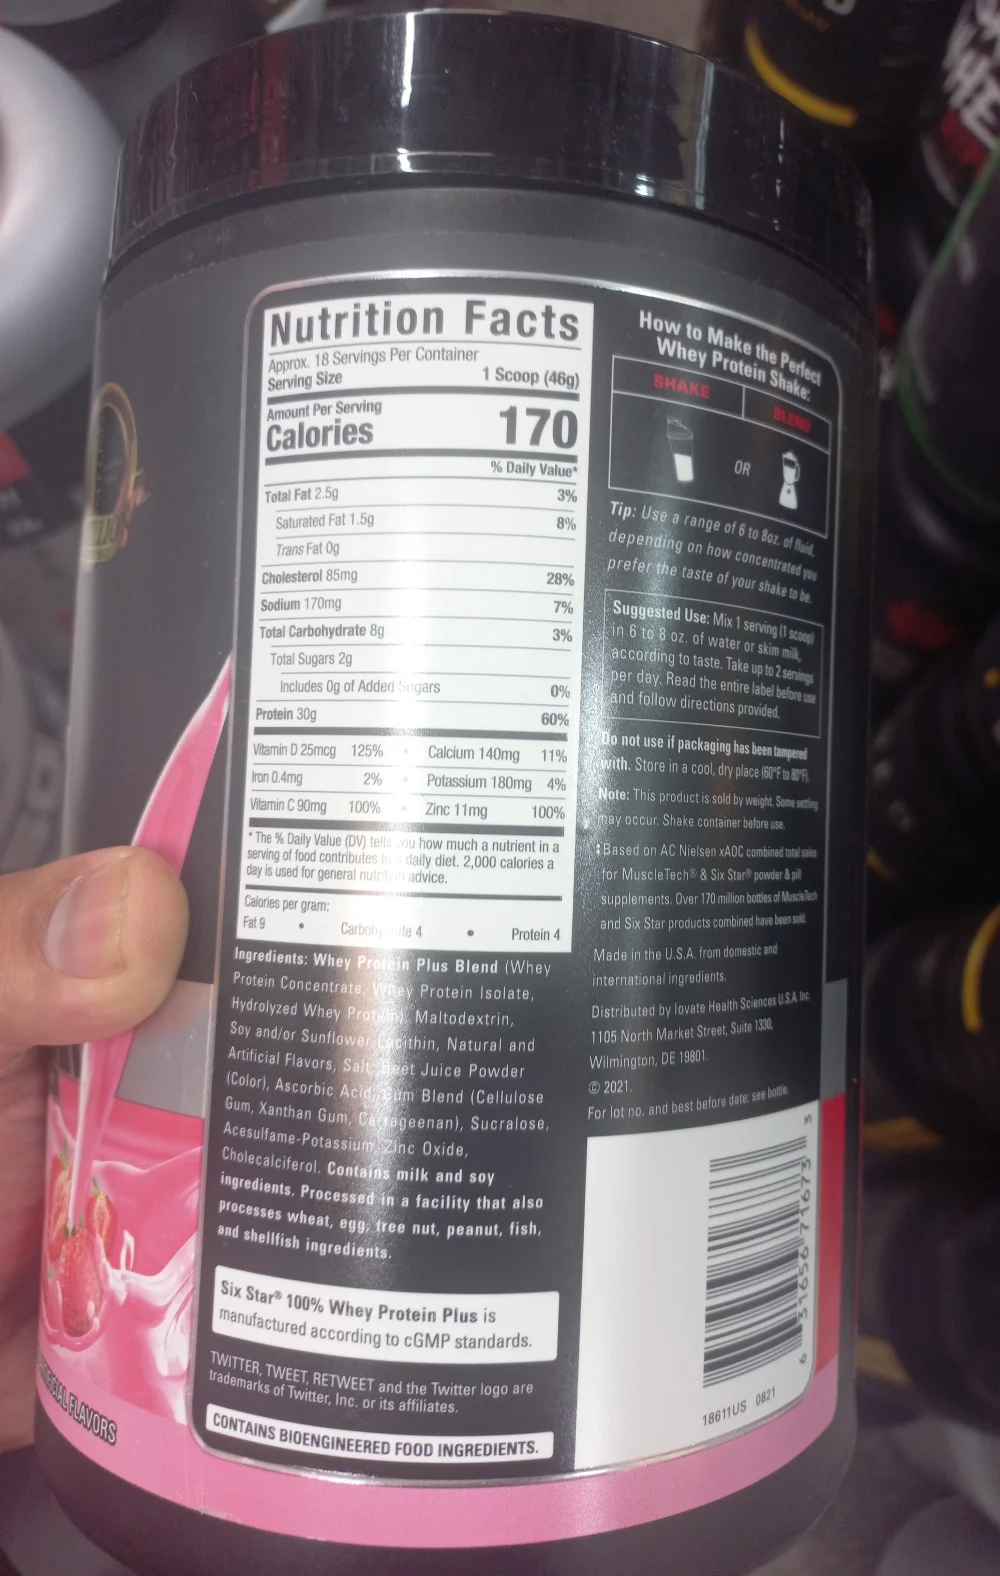 Nutrition Facts
Approx. 18 Servings Per Container
Serving Size 1 Scoop (46g)
Amount Per Serving
Calories 170
% Daily Value*
Total Fat 2.5g 3%
Saturated Fat 1.5g 8%
Trans Fat 0g
Cholesterol 85mg 28%
Sodium 170mg 7%
Total Carbohydrate 8g 3%
Total Sugars 2g
Includes 0g of Added Sugars 0%
Protein 30g 60%
Vitamin D 25mcg 125% • Calcium 140mg 11%
Iron 0.4mg 2% • Potassium 180mg 4%
Vitamin C 90mg 100% • Zinc 11mg 100%
* The % Daily Value (DV) tells you how much a nutrient in a
serving of food contributes to a daily diet. 2,000 calories a
day is used for general nutrition advice.
Calories per gram:
Fat 9 • Carbohydrate 4 • Protein 4
Ingredients: Whey Protein Plus Blend (Whey
Protein Concentrate, Whey Protein Isolate,
Hydrolyzed Whey Protein), Maltodextrin,
Soy and/or Sunflower Lecithin, Natural and
Artificial Flavors, Salt, Beet Juice Powder
(Color), Ascorbic Acid, Gum Blend (Cellulose
Gum, Xanthan Gum, Carrageenan), Sucralose,
Acesulfame-Potassium, Zinc Oxide,
Cholecalciferol. Contains milk and soy
ingredients. Processed in a facility that also
processes wheat, egg, tree nut, peanut, fish,
and shellfish ingredients.
Six Star® 100% Whey Protein Plus is
manufactured according to cGMP standards.
TWITTER, TWEET, RETWEET and the Twitter logo are
trademarks of Twitter, Inc. or its affiliates.
CONTAINS BIOENGINEERED FOOD INGREDIENTS.
How to Make the Perfect
Whey Protein Shake:
SHAKE BLEND
OR
Tip: Use a range of 6 to 8oz. of fluid,
depending on how concentrated you
prefer the taste of your shake to be.
Suggested Use: Mix 1 serving (1 scoop)
in 6 to 8 oz. of water or skim milk,
according to taste. Take up to 2 servings
per day. Read the entire label before use
and follow directions provided.
Do not use if packaging has been tampered
with. Store in a cool, dry place (60°F to 80°F).
Note: This product is sold by weight. Some settling
may occur. Shake container before use.
‡Based on AC Nielsen xAOC combined total sales
for MuscleTech® & Six Star® powder & pill
supplements. Over 170 million bottles of MuscleTech
and Six Star products combined have been sold.
Made in the U.S.A. from domestic and
international ingredients.
Distributed by Iovate Health Sciences U.S.A. Inc.
1105 North Market Street, Suite 1330,
Wilmington, DE 19801.
© 2021.
For lot no. and best before date: see bottle.
6 31656 71673 3
18611US 0821
FLAVORS